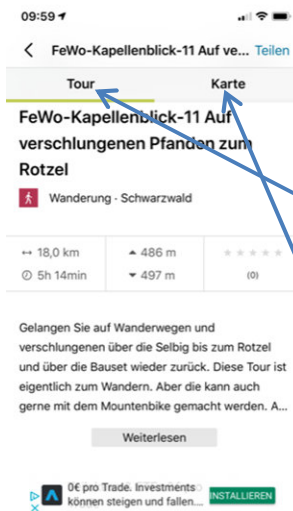 09:59
FeWo-Kapellenblick-11 Auf ve... Teilen
Tour Karte
FeWo-Kapellenblick-11 Auf
verschlungenen Pfanden zum
Rotzel
Wanderung · Schwarzwald
18,0 km 486 m
5h 14min 497 m (0)
Gelangen Sie auf Wanderwegen und
verschlungenen über die Selbig bis zum Rotzel
und über die Bauset wieder zurück. Diese Tour ist
eigentlich zum Wandern. Aber die kann auch
gerne mit dem Mountenbike gemacht werden. A...
Weiterlesen
0€ pro Trade. Investments
können steigen und fallen...
INSTALLIEREN